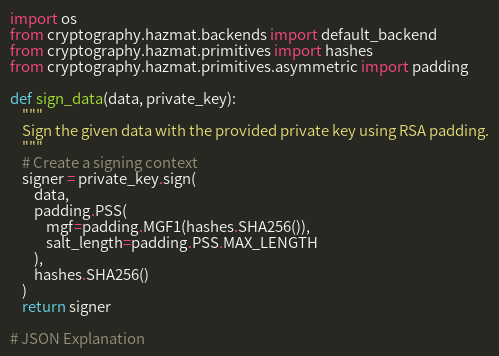 import os
from cryptography.hazmat.backends import default_backend
from cryptography.hazmat.primitives import hashes
from cryptography.hazmat.primitives.asymmetric import padding

def sign_data(data, private_key):
    """
    Sign the given data with the provided private key using RSA padding.
    """
    # Create a signing context
    signer = private_key.sign(
        data,
        padding.PSS(
            mgf=padding.MGF1(hashes.SHA256()),
            salt_length=padding.PSS.MAX_LENGTH
        ),
        hashes.SHA256()
    )
    return signer

# JSON Explanation